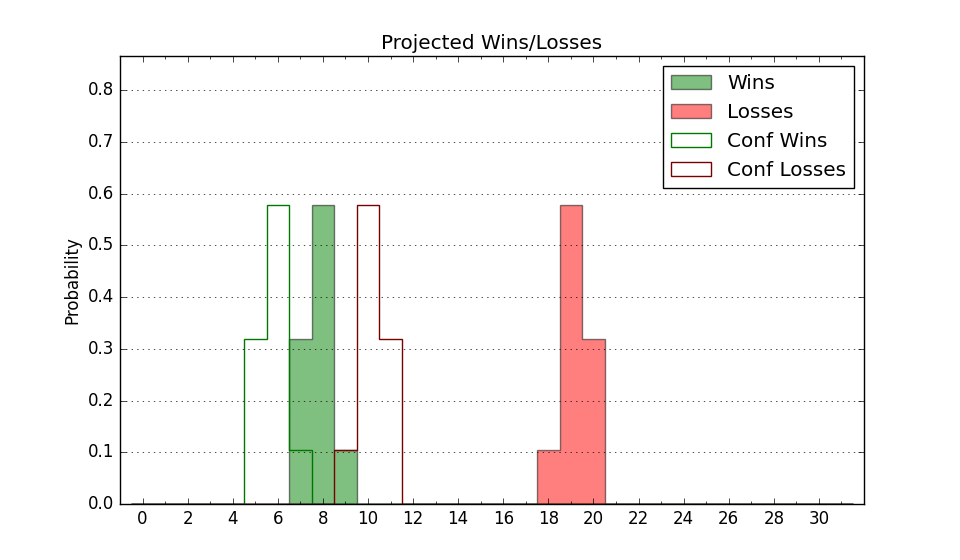 Projected Wins/Losses
Wins
Losses
Conf Wins
Conf Losses
Probability
0.8
0.7
0.6
0.5
0.4
0.3
0.2
0.1
0.0
0 2 4 6 8 10 12 14 16 18 20 22 24 26 28 30